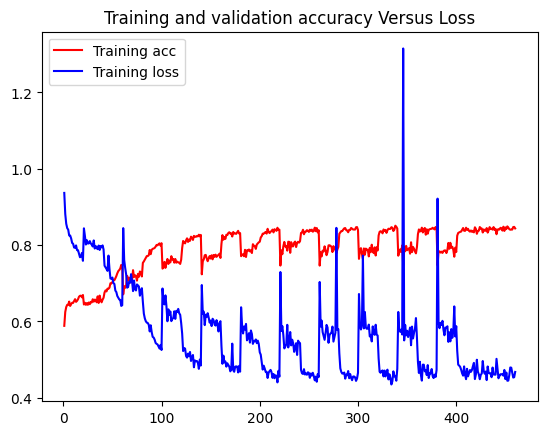 Training and validation accuracy Versus Loss
Training acc
Training loss
1.2
1.0
0.8
0.6
0.4
0 100 200 300 400